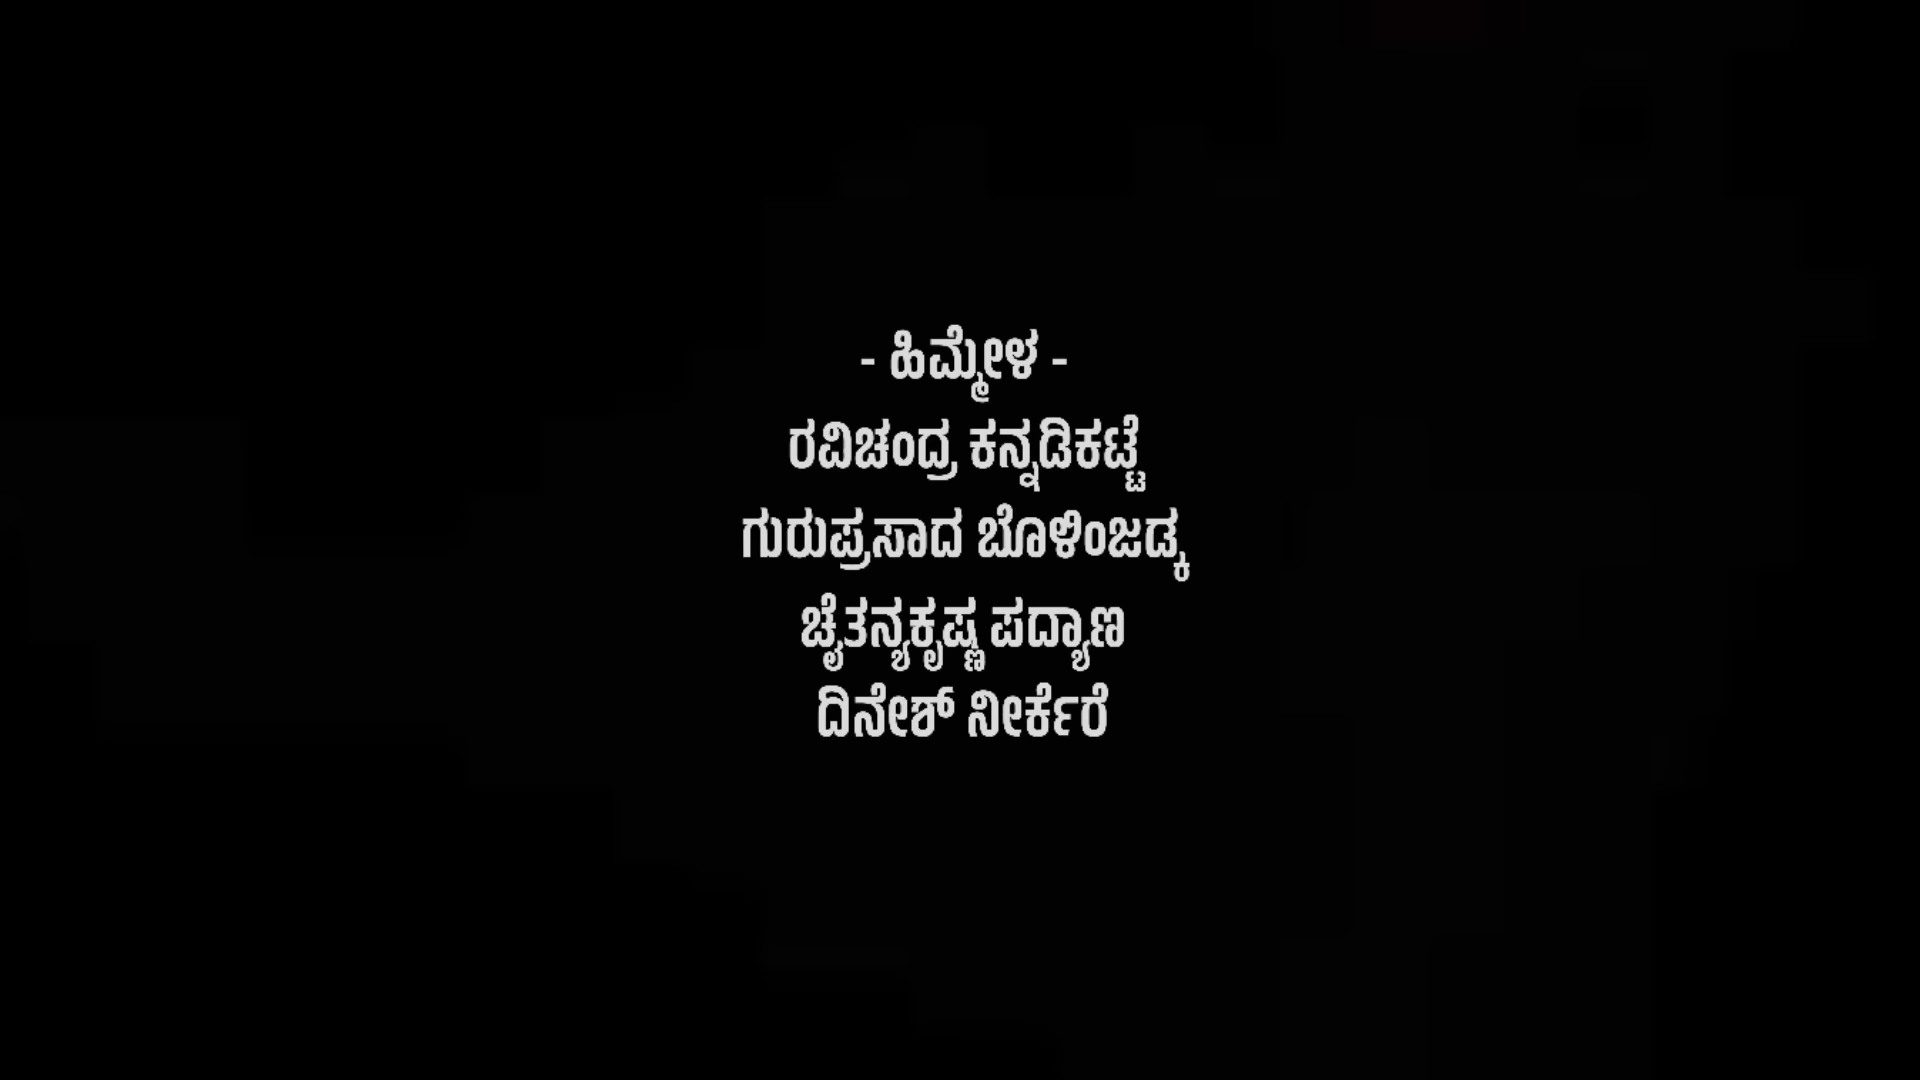 - ಹಿಮ್ಮೇಳ -
ರವಿಚಂದ್ರ ಕನ್ನಡಿಕಟ್ಟೆ
ಗುರುಪ್ರಸಾದ ಬೊಳಿಂಜಡ್ಕ
ಚೈತನ್ಯಕೃಷ್ಣ ಪದ್ಯಾಣ
ದಿನೇಶ್ ನೀರ್ಕೆರೆ